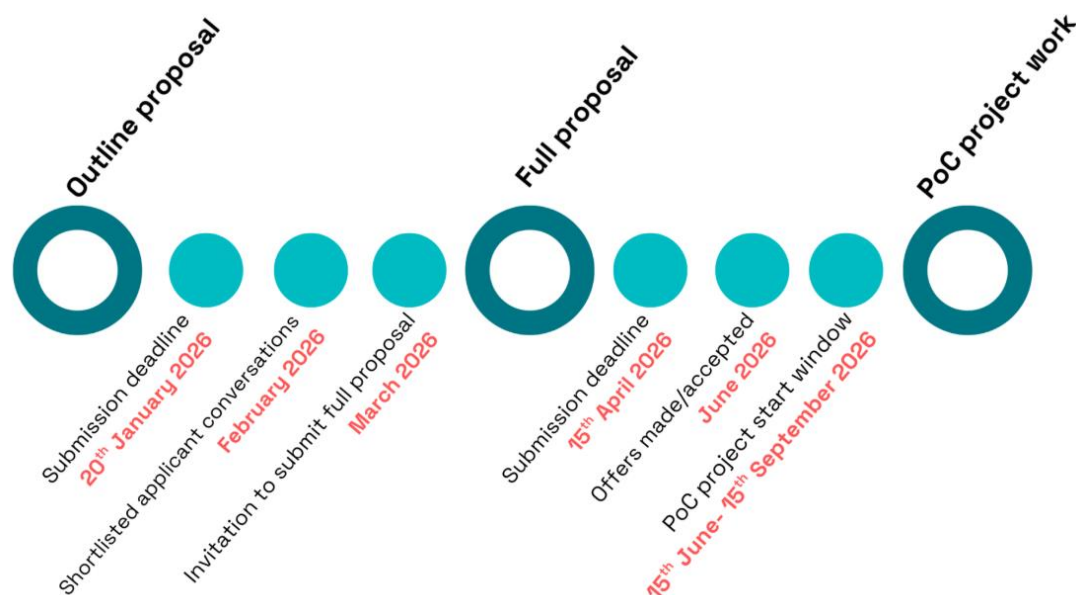 Outline proposal
Submission deadline
20th January 2026
Shortlisted applicant conversations
February 2026
Invitation to submit full proposal
March 2026
Full proposal
Submission deadline
15th April 2026
Offers made/accepted
June 2026
PoC project start window
15th June- 15th September 2026
PoC project work